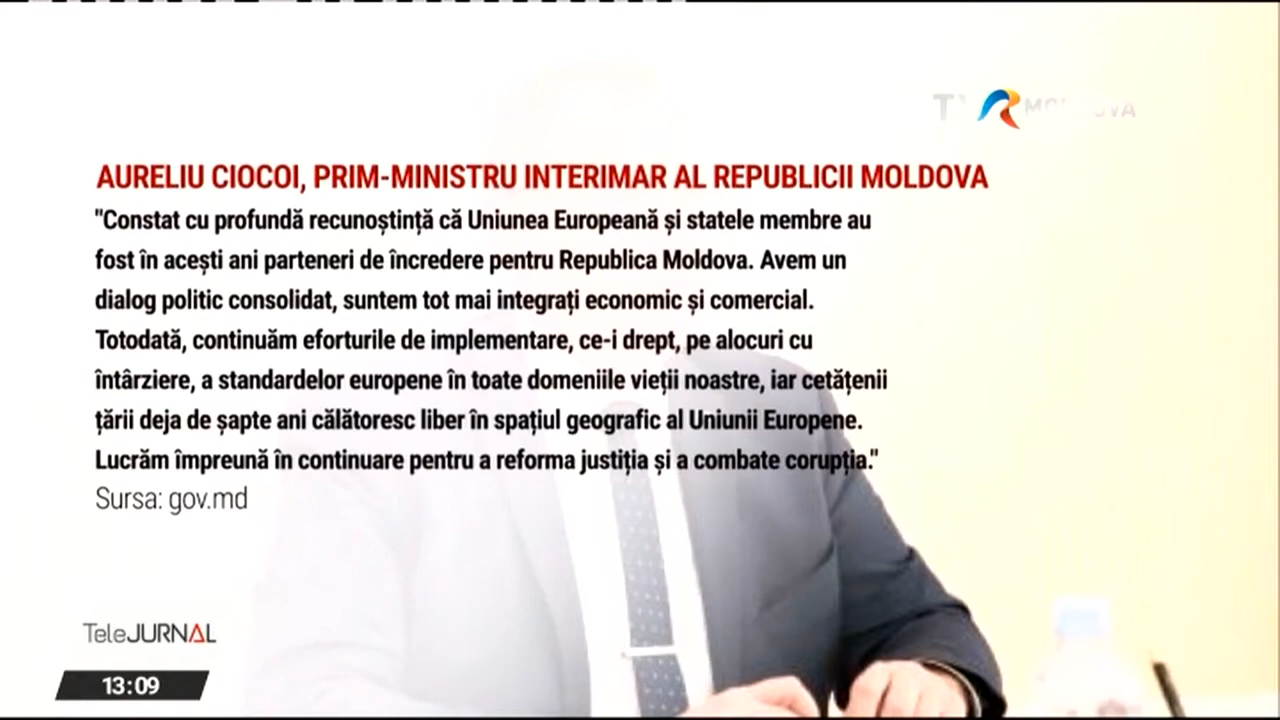 TVR MOLDOVA
AURELIU CIOCOI, PRIM-MINISTRU INTERIMAR AL REPUBLICII MOLDOVA
"Constat cu profundă recunoștință că Uniunea Europeană și statele membre au
fost în acești ani parteneri de încredere pentru Republica Moldova. Avem un
dialog politic consolidat, suntem tot mai integrați economic și comercial.
Totodată, continuăm eforturile de implementare, ce-i drept, pe alocuri cu
întârziere, a standardelor europene în toate domeniile vieții noastre, iar cetățenii
țării deja de șapte ani călătoresc liber în spațiul geografic al Uniunii Europene.
Lucrăm împreună în continuare pentru a reforma justiția și a combate corupția."
Sursa: gov.md
TeleJURNAL
13:09